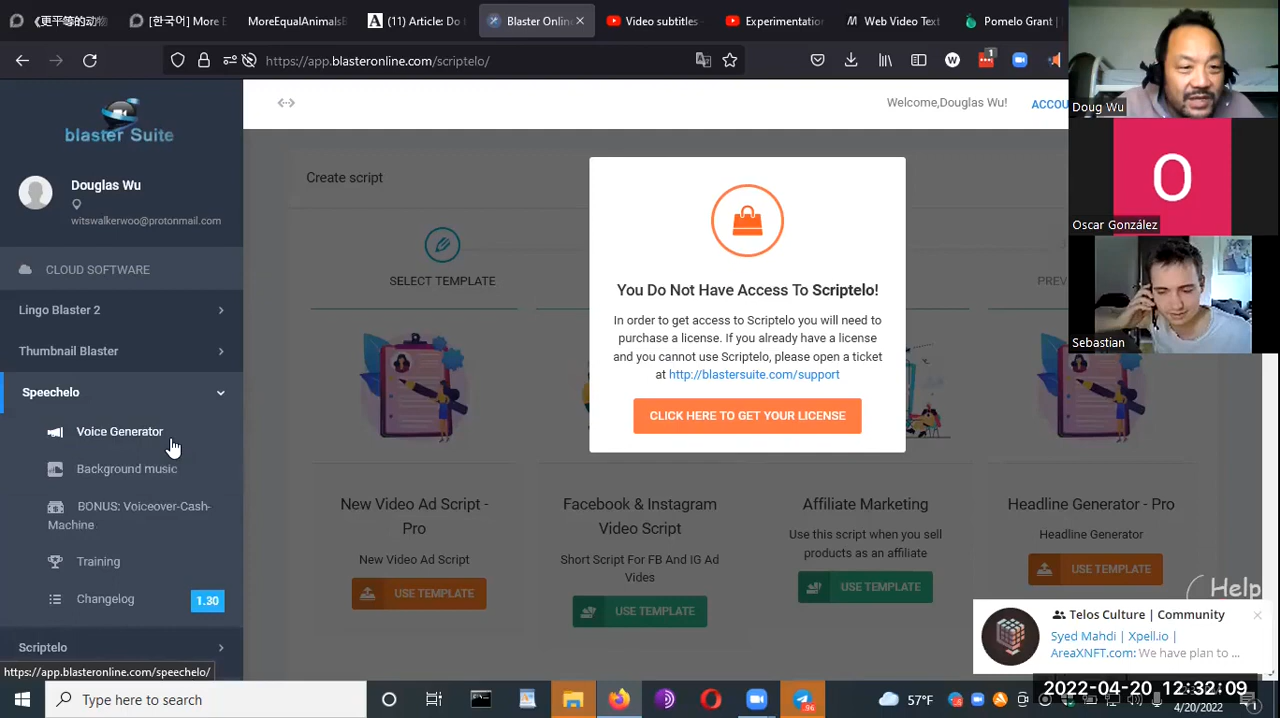 《更平等的动物
[한국어] More E
MoreEqualAnimalsB
(11) Article: Do t
Blaster Online
Video subtitles -
Experimentation
Web Video Text
Pomelo Grant |
https://app.blasteronline.com/scriptelo/
W
1
blaster Suite
Douglas Wu
witswalkerwoo@protonmail.com
CLOUD SOFTWARE
Lingo Blaster 2
Thumbnail Blaster
Speechelo
Voice Generator
Background music
BONUS: Voiceover-Cash-
Machine
Training
Changelog
1.30
Scriptelo
https://app.blasteronline.com/speechelo/
Welcome,Douglas Wu!
ACCOU
Create script
SELECT TEMPLATE
PREV
You Do Not Have Access To Scriptelo!
In order to get access to Scriptelo you will need to
purchase a license. If you already have a license
and you cannot use Scriptelo, please open a ticket
at http://blastersuite.com/support
CLICK HERE TO GET YOUR LICENSE
New Video Ad Script -
Pro
New Video Ad Script
USE TEMPLATE
Facebook & Instagram
Video Script
Short Script For FB And IG Ad
Videos
USE TEMPLATE
Affiliate Marketing
Use this script when you sell
products as an affiliate
USE TEMPLATE
Headline Generator - Pro
Headline Generator
USE TEMPLATE
Help
Doug Wu
O
Oscar González
Sebastian
Telos Culture | Community
Syed Mahdi | Xpell.io |
AreaXNFT.com: We have plan to ...
Type here to search
96
57°F
2022-04-20 12:32:09
4/20/2022
1